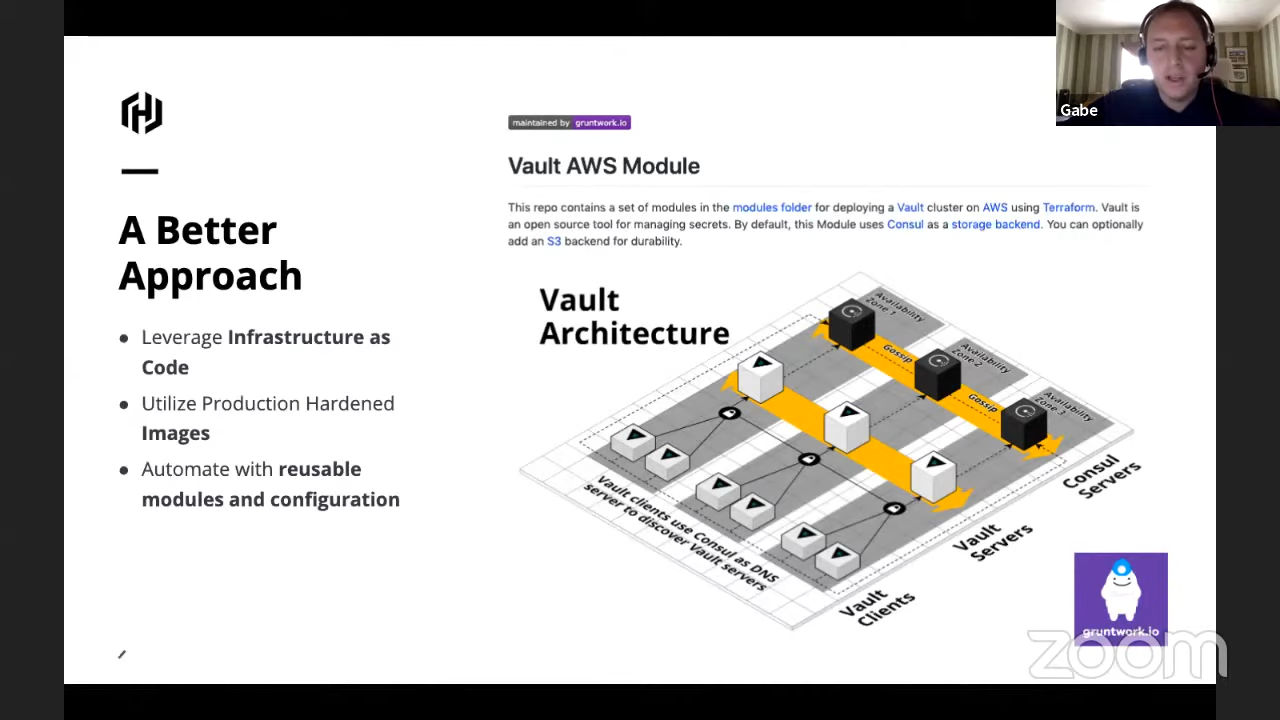 Gabe
maintained by gruntwork.io
Vault AWS Module
This repo contains a set of modules in the modules folder for deploying a Vault cluster on AWS using Terraform. Vault is
an open source tool for managing secrets. By default, this Module uses Consul as a storage backend. You can optionally
add an S3 backend for durability.
A Better
Approach
● Leverage Infrastructure as
Code
● Utilize Production Hardened
Images
● Automate with reusable
modules and configuration
Vault
Architecture
Availability
Zone 1
Gossip
Availability
Zone 2
Gossip
Availability
Zone 3
Consul
Servers
Vault
Servers
Vault
Clients
Vault clients use Consul as DNS
server to discover Vault servers
gruntwork.io
zoom